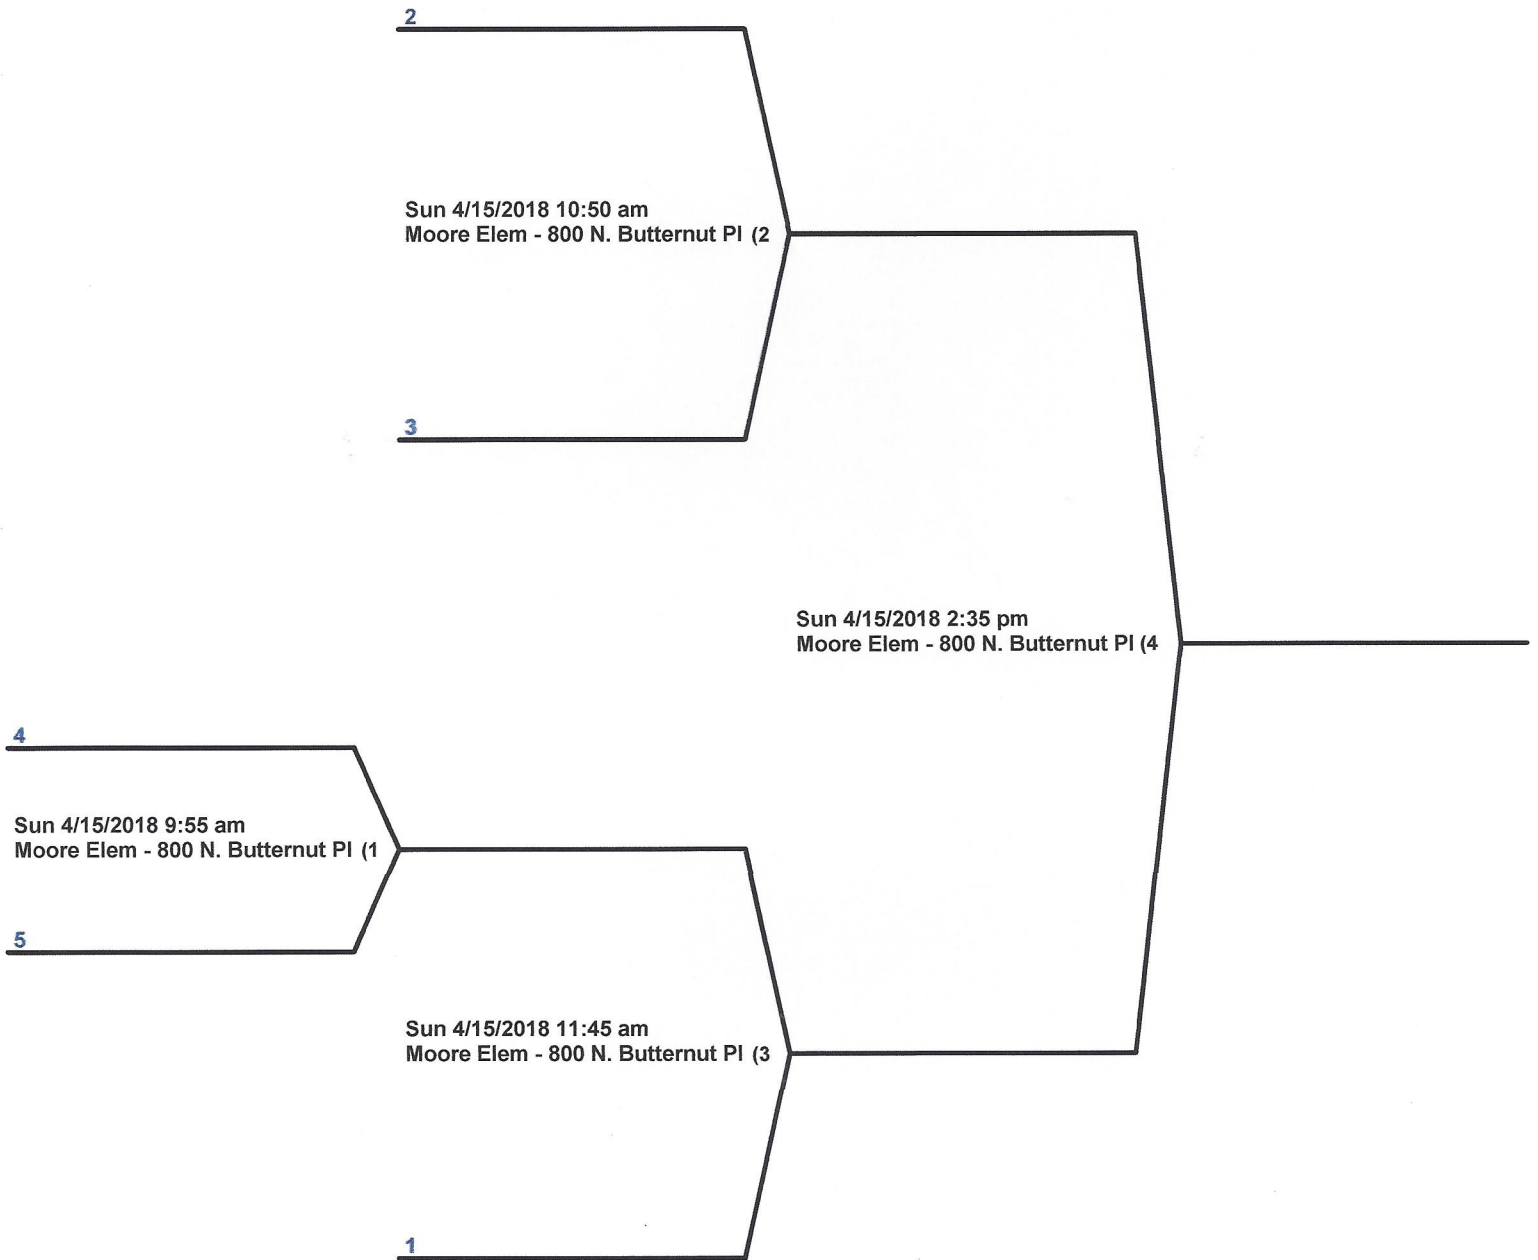 2
Sun 4/15/2018 10:50 am
Moore Elem - 800 N. Butternut Pl (2
3
Sun 4/15/2018 2:35 pm
Moore Elem - 800 N. Butternut Pl (4
4
Sun 4/15/2018 9:55 am
Moore Elem - 800 N. Butternut Pl (1
5
Sun 4/15/2018 11:45 am
Moore Elem - 800 N. Butternut Pl (3
1